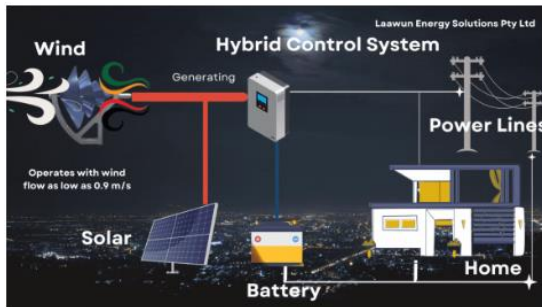 Laawun Energy Solutions Pty Ltd
Wind
Hybrid Control System
Generating
Power Lines
Operates with wind
flow as low as 0.9 m/s
Solar
Battery
Home